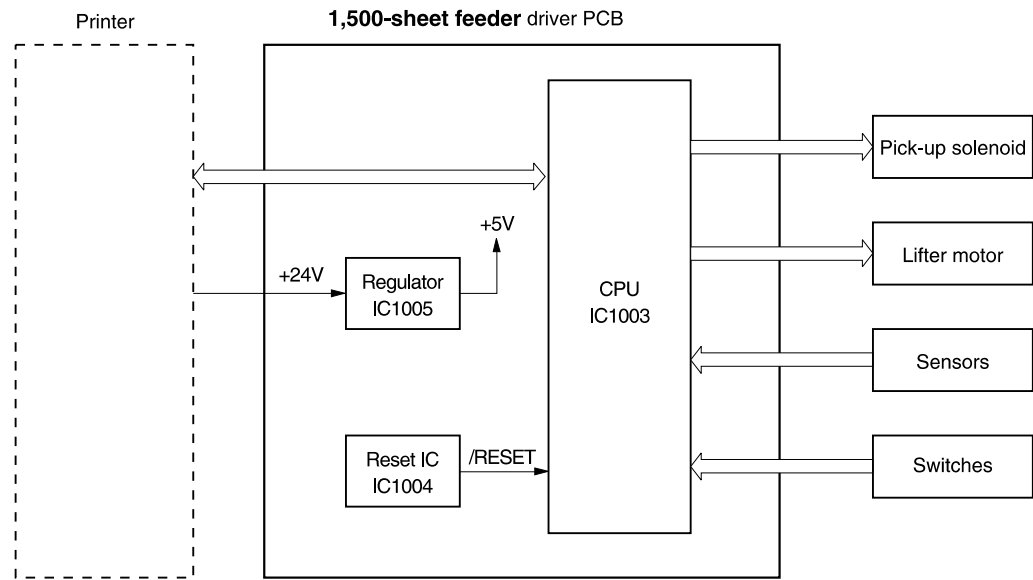 Printer
1,500-sheet feeder driver PCB
Pick-up solenoid
+5V
Lifter motor
+24V
Regulator
IC1005
CPU
IC1003
Sensors
Reset IC
IC1004
/RESET
Switches